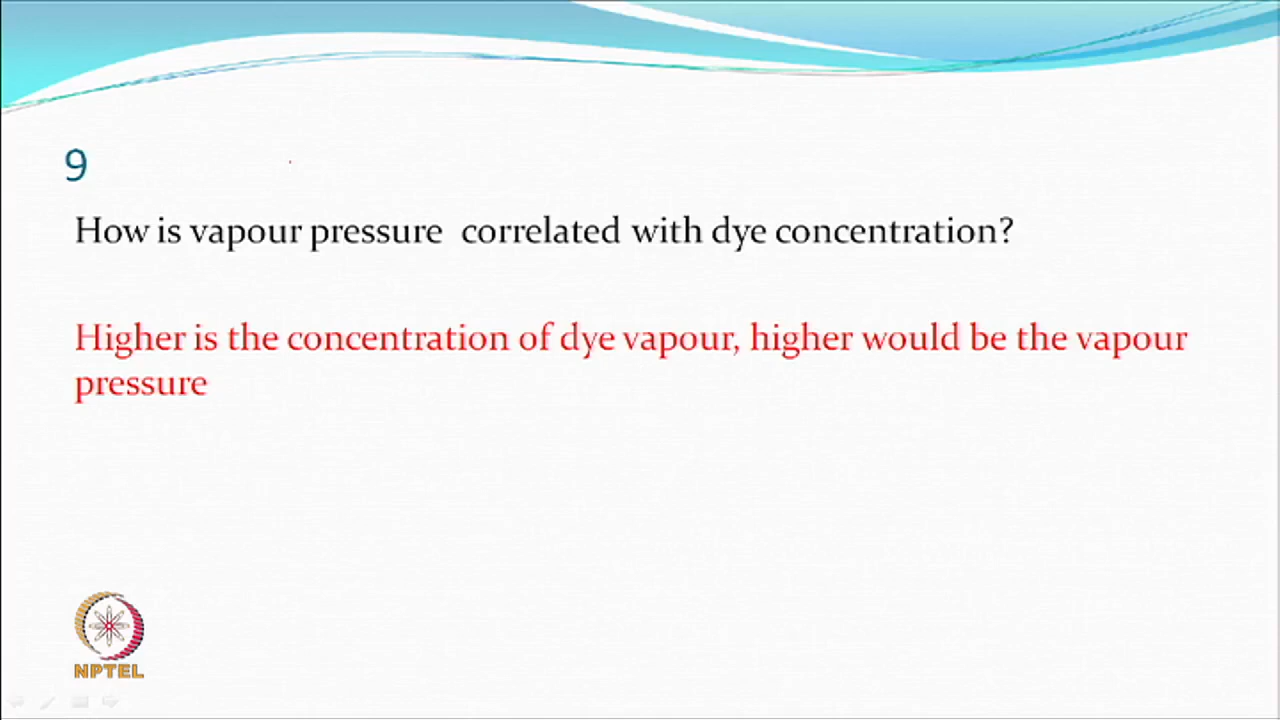 9
How is vapour pressure correlated with dye concentration?
Higher is the concentration of dye vapour, higher would be the vapour
pressure
NPTEL